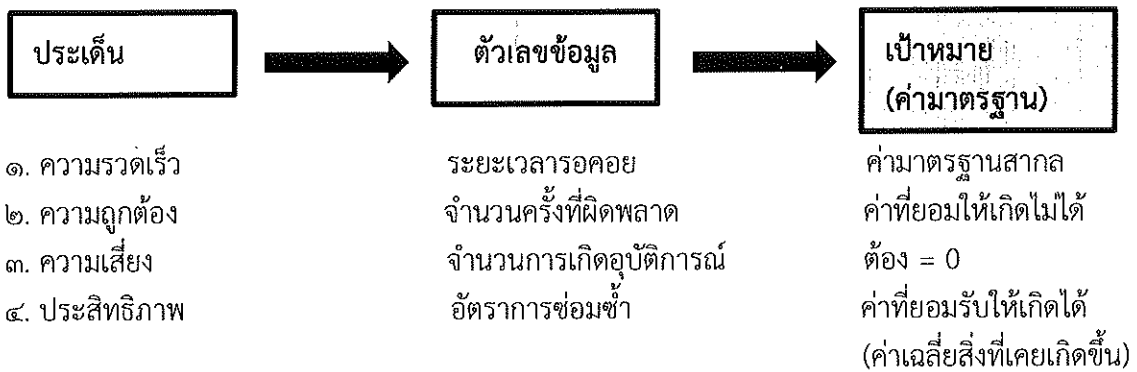 ประเด็น
ตัวเลขข้อมูล
เป้าหมาย
(ค่ามาตรฐาน)
๑. ความรวดเร็ว
ระยะเวลารอคอย
ค่ามาตรฐานสากล
๒. ความถูกต้อง
จำนวนครั้งที่ผิดพลาด
ค่าที่ยอมให้เกิดไม่ได้
๓. ความเสี่ยง
จำนวนการเกิดอุบัติการณ์
ต้อง = 0
๔. ประสิทธิภาพ
อัตราการซ่อมซ้ำ
ค่าที่ยอมรับให้เกิดได้
(ค่าเฉลี่ยสิ่งที่เคยเกิดขึ้น)